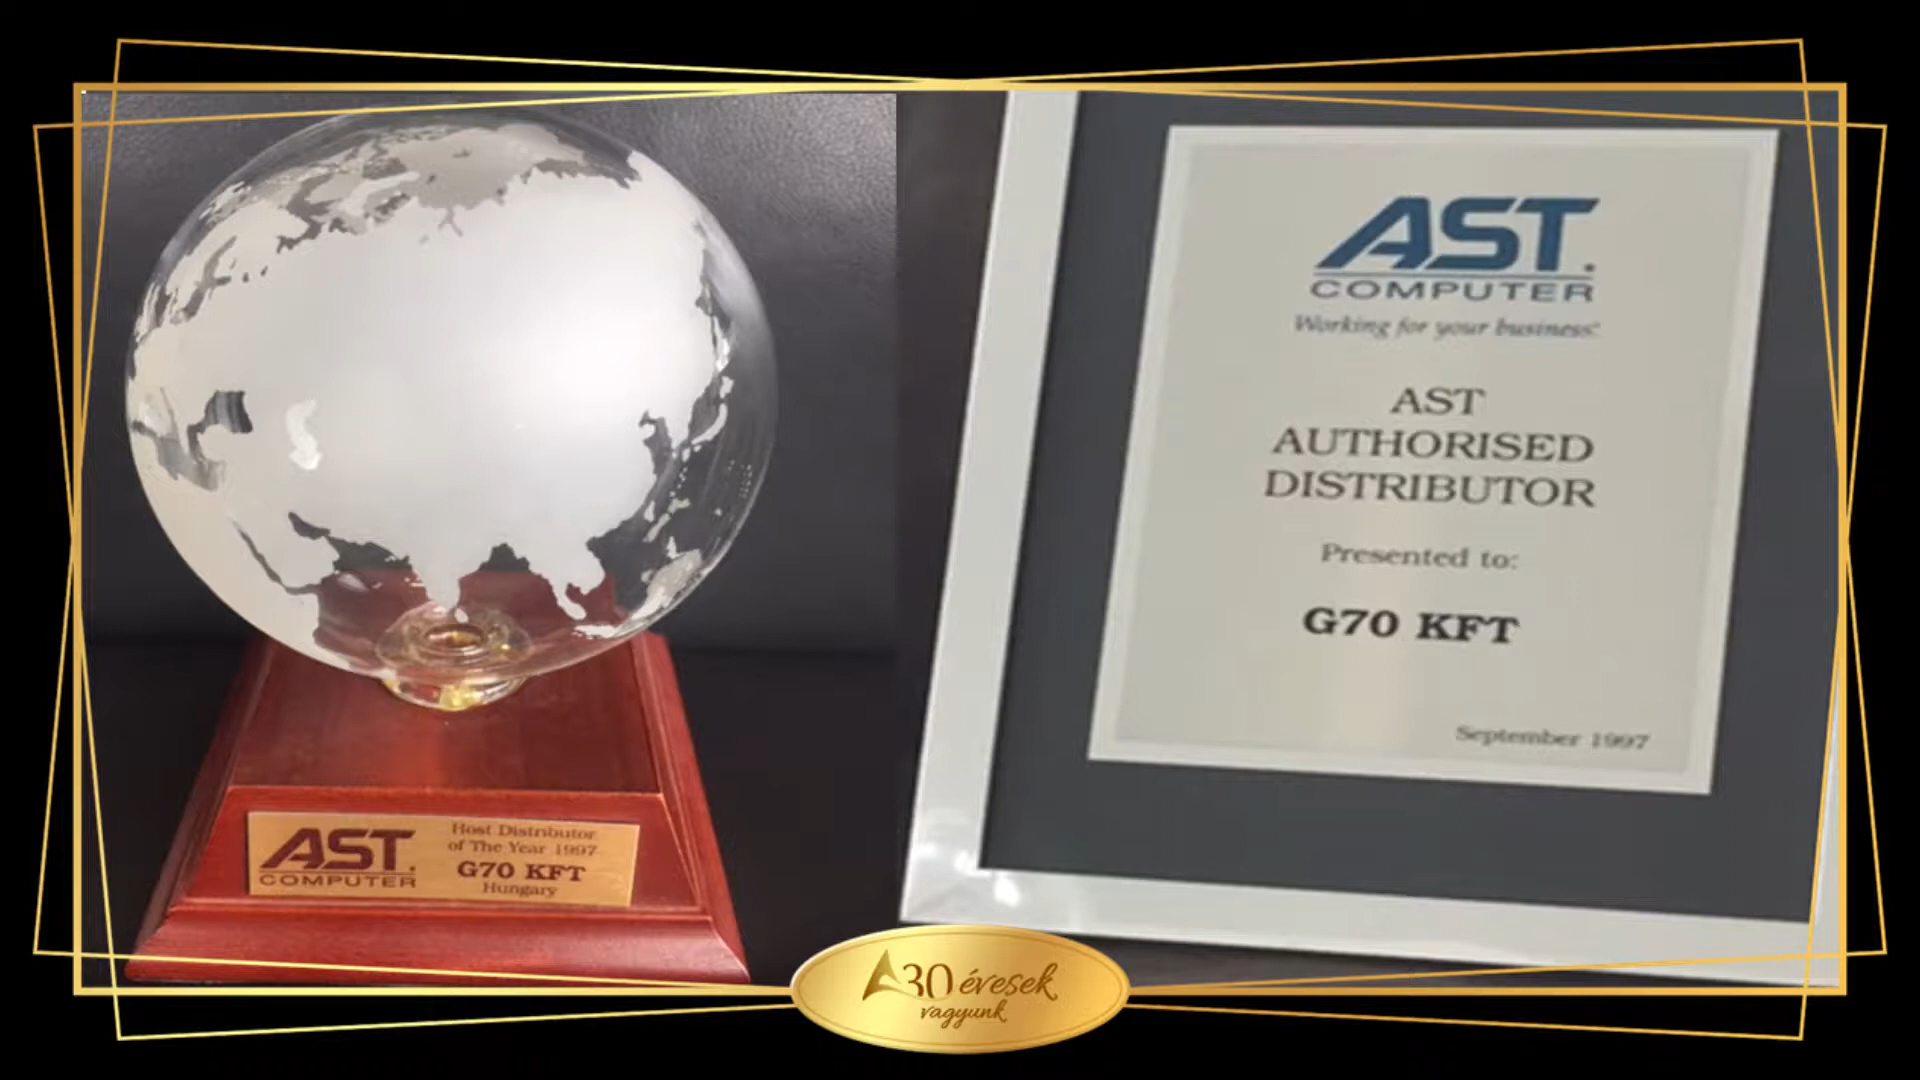 AST.
COMPUTER
Host Distributor
of The Year 1997
G70 KFT
Hungary
AST.
COMPUTER
Working for your business.
AST
AUTHORISED
DISTRIBUTOR
Presented to:
G70 KFT
September 1997
30 évesek
vagyunk